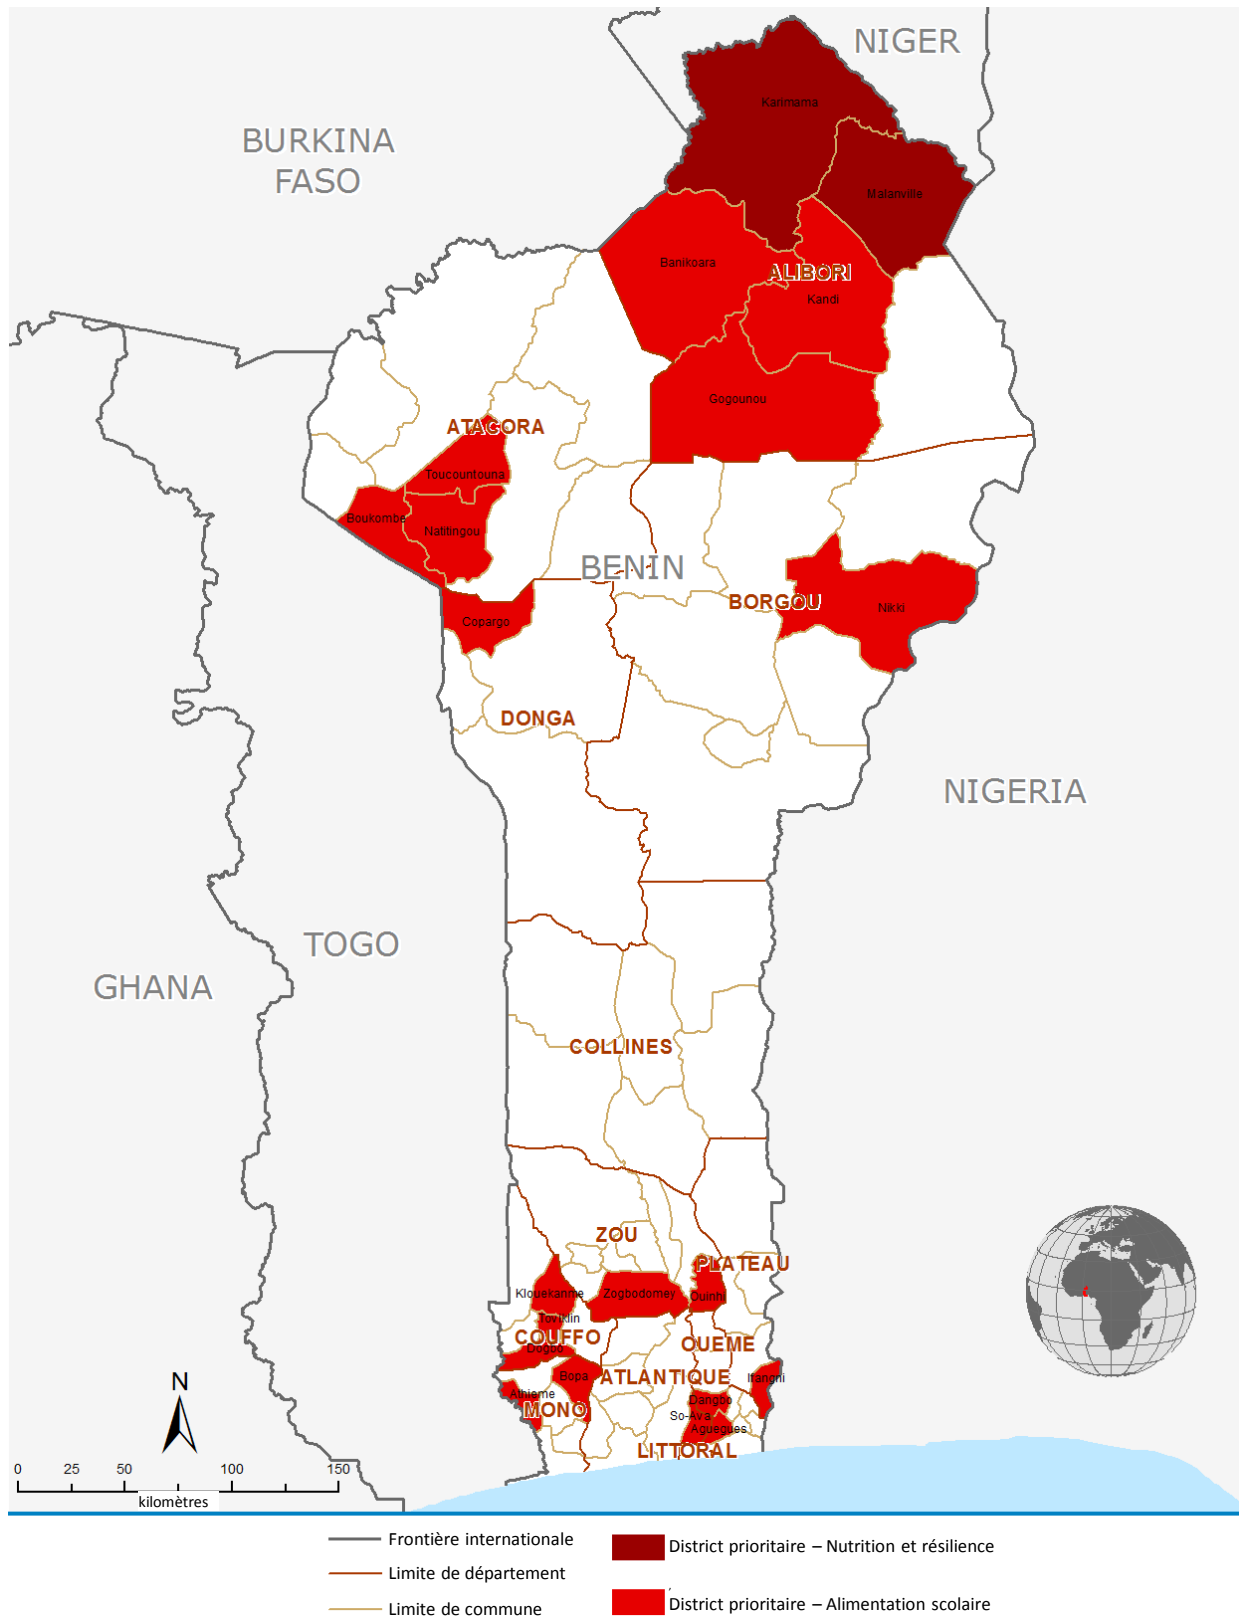 NIGER
Karimama
BURKINA
FASO
Malanville
Banikoara
ALIBORI
Kandi
Gogounou
ATACORA
Toucountouna
Boukombe
Natitingou
BENIN
BORGOU
Nikki
Copargo
DONGA
NIGERIA
TOGO
GHANA
COLLINES
ZOU
PLATEAU
Klouekanme
Zogbodomey
Ouinhi
Toviklin
COUFFO
OUEME
Dogbo
Bopa
ATLANTIQUE
Ifangni
Athieme
Dangbo
MONO
So-Ava
Aguegues
LITTORAL
N
0 25 50 100 150
kilomètres
Frontière internationale
District prioritaire – Nutrition et résilience
Limite de département
Limite de commune
District prioritaire – Alimentation scolaire